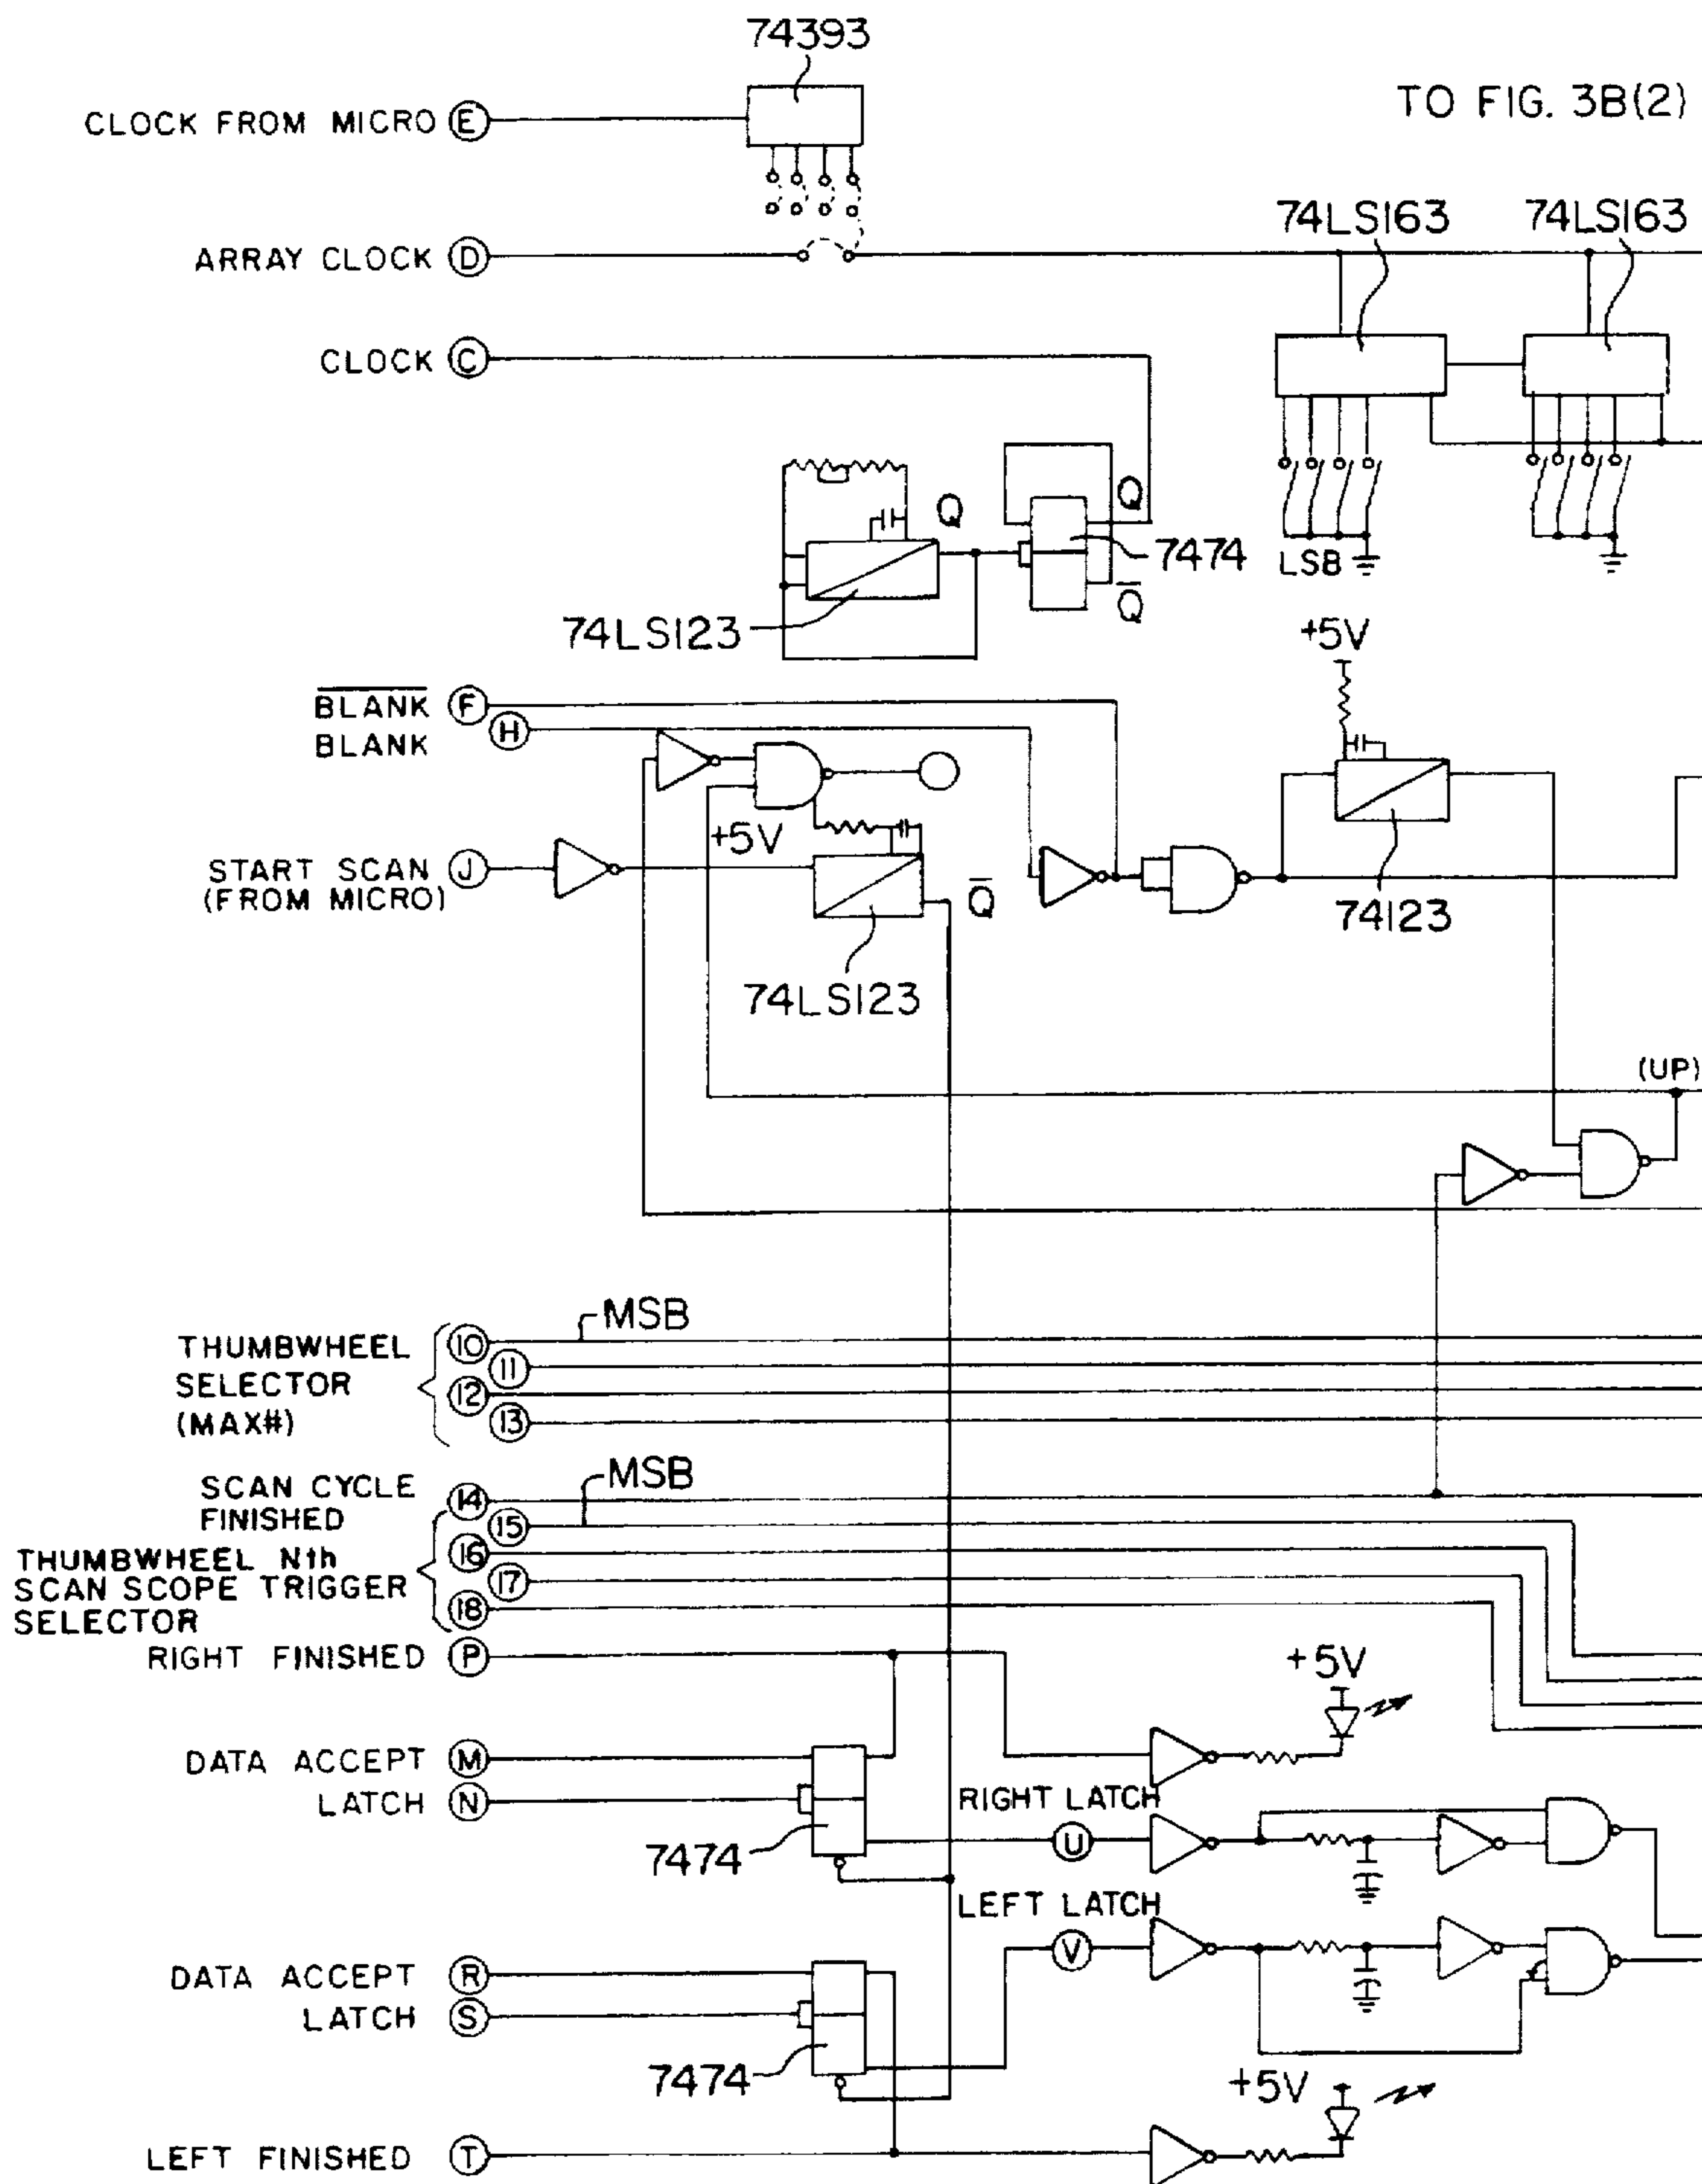 74393
CLOCK FROM MICRO E
TO FIG. 3B(2)
74LS163
74LS163
ARRAY CLOCK D
CLOCK C
Q
Q
7474
LSB
Q̅
74LS123
+5V
B̅L̅A̅N̅K̅ F
BLANK H
+5V
START SCAN J
(FROM MICRO)
Q̅
74123
74LS123
(UP)
MSB
THUMBWHEEL 10
11
SELECTOR 12
(MAX#) 13
MSB
SCAN CYCLE 14
FINISHED 15
THUMBWHEEL Nth 16
SCAN SCOPE TRIGGER 17
SELECTOR 18
RIGHT FINISHED P
+5V
DATA ACCEPT M
LATCH N
RIGHT LATCH
U
7474
LEFT LATCH
V
DATA ACCEPT R
LATCH S
7474
+5V
LEFT FINISHED T